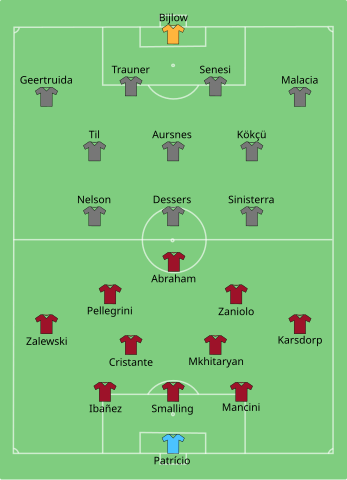 Bijlow
Trauner Senesi
Geertruida Malacia
Til Aursnes Kökçü
Nelson Dessers Sinisterra
Abraham
Pellegrini Zaniolo
Zalewski Karsdorp
Cristante Mkhitaryan
Ibañez Smalling Mancini
Patrício